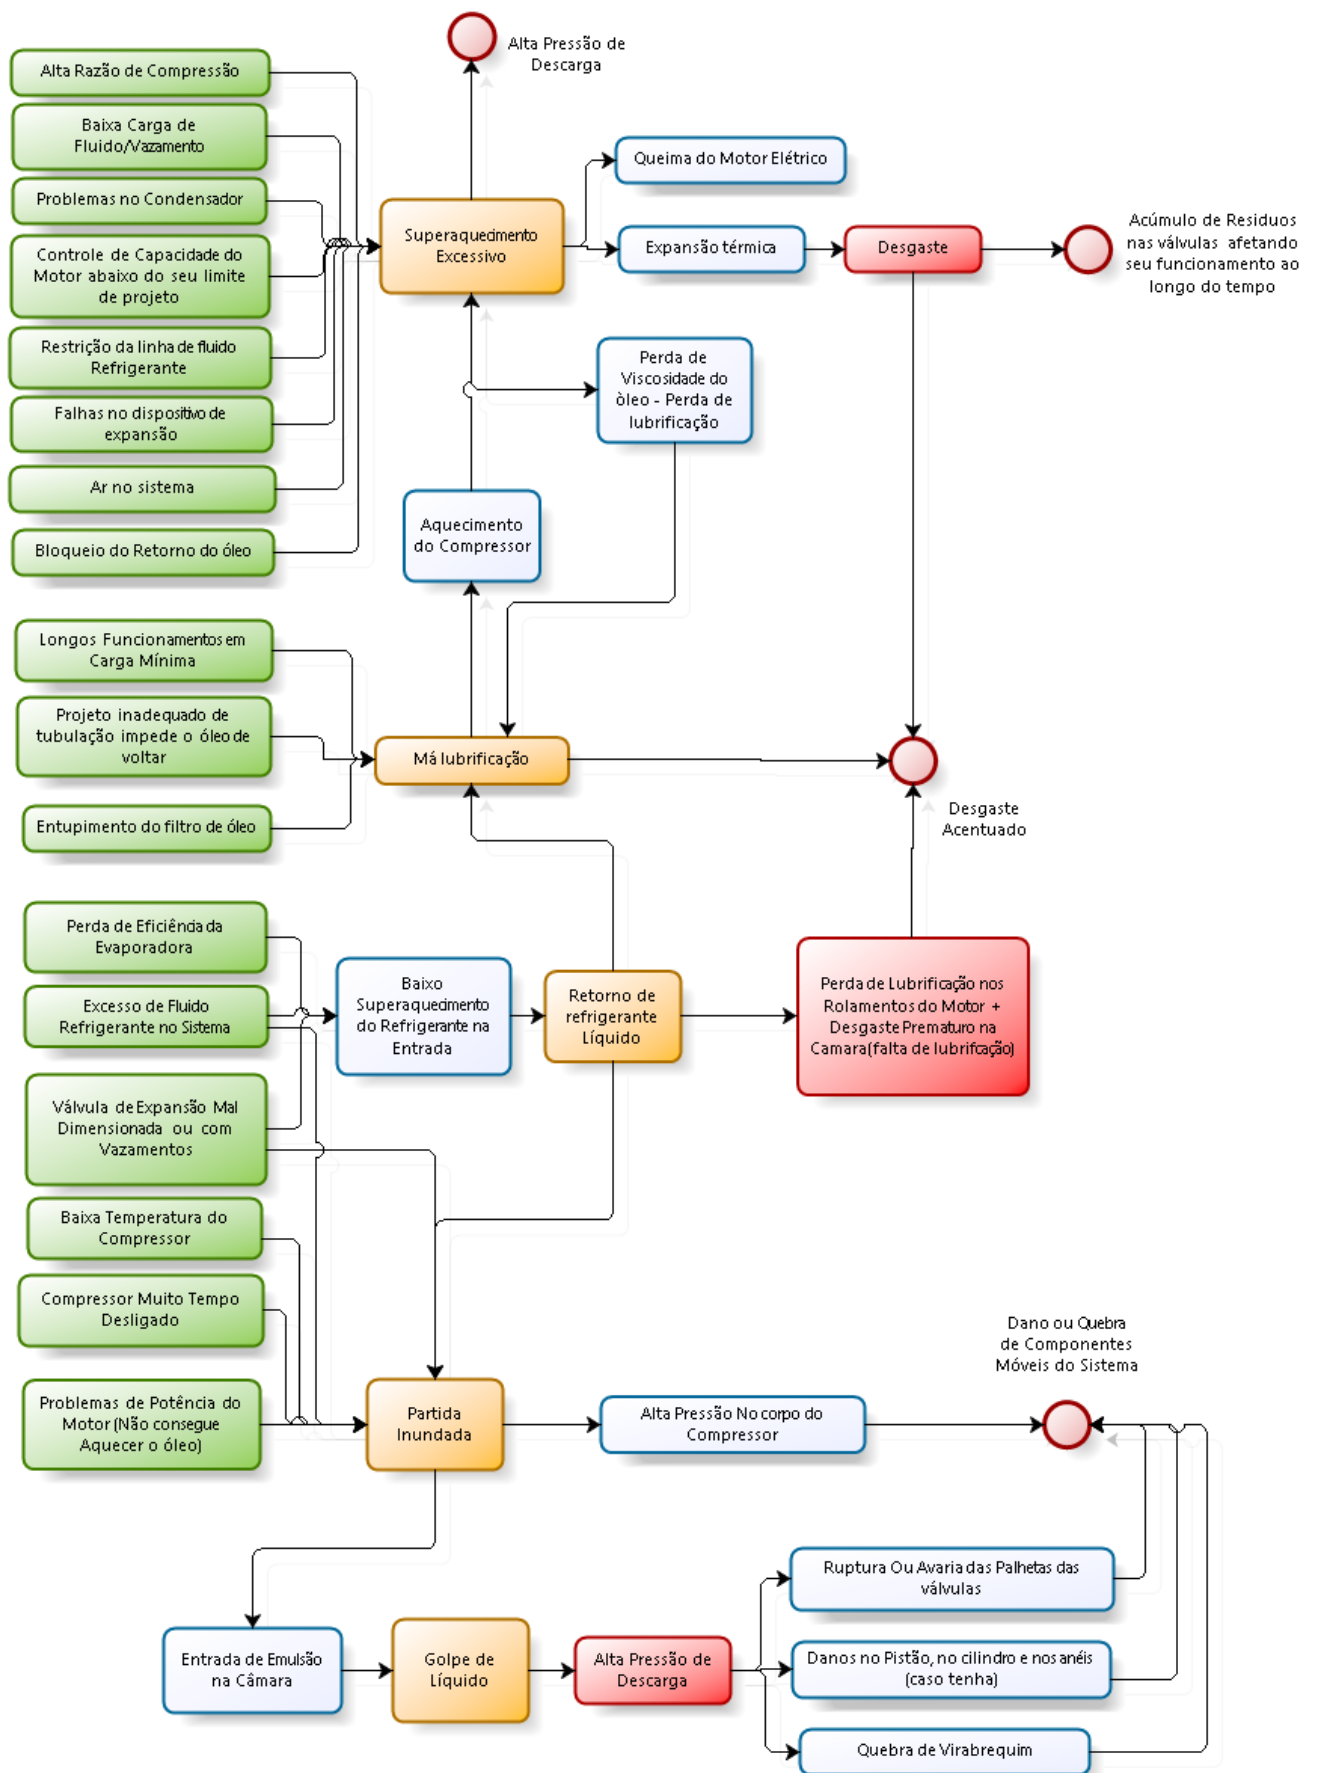 Alta Pressão de
Descarga
Alta Razão de Compressão
Baixa Carga de
Fluido/Vazamento
Queima do Motor Elétrico
Problemas no Condensador
Superaquecimento
Excessivo
Expansão térmica
Desgaste
Acúmulo de Residuos
nas válvulas afetando
seu funcionamento ao
longo do tempo
Controle de Capacidade do
Motor abaixo do seu limite
de projeto
Restrição da linha de fluido
Refrigerante
Perda de
Viscosidade do
òleo - Perda de
lubrificação
Falhas no dispositivo de
expansão
Ar no sistema
Aquecimento
do Compressor
Bloqueio do Retorno do óleo
Longos Funcionamentos em
Carga Mínima
Projeto inadequado de
tubulação impede o óleo de
voltar
Má lubrificação
Entupimento do filtro de óleo
Desgaste
Acentuado
Perda de Eficiência da
Evaporadora
Excesso de Fluido
Refrigerante no Sistema
Baixo
Superaquecimento
do Refrigerante na
Entrada
Retorno de
refrigerante
Líquido
Perda de Lubrificação nos
Rolamentos do Motor +
Desgaste Prematuro na
Camara(falta de lubrifcação)
Válvula de Expansão Mal
Dimensionada ou com
Vazamentos
Baixa Temperatura do
Compressor
Compressor Muito Tempo
Desligado
Dano ou Quebra
de Componentes
Móveis do Sistema
Problemas de Potência do
Motor (Não consegue
Aquecer o óleo)
Partida
Inundada
Alta Pressão No corpo do
Compressor
Ruptura Ou Avaria das Palhetas das
válvulas
Entrada de Emulsão
na Câmara
Golpe de
Líquido
Alta Pressão de
Descarga
Danos no Pistão, no cilindro e nos anéis
(caso tenha)
Quebra de Virabrequim